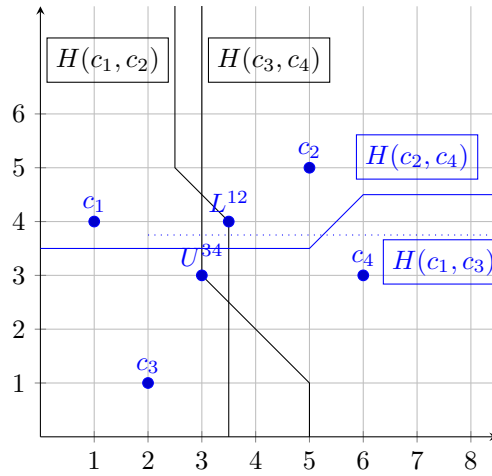 H(c₁, c₂)
H(c₃, c₄)
6
c₂
H(c₂, c₄)
5
c₁
L¹²
4
U³⁴
c₄
H(c₁, c₃)
3
2
c₃
1
1 2 3 4 5 6 7 8